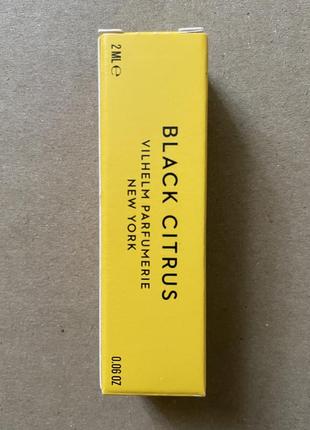 2 ML ℮
BLACK CITRUS
VILHELM PARFUMERIE
NEW YORK
0.06 OZ